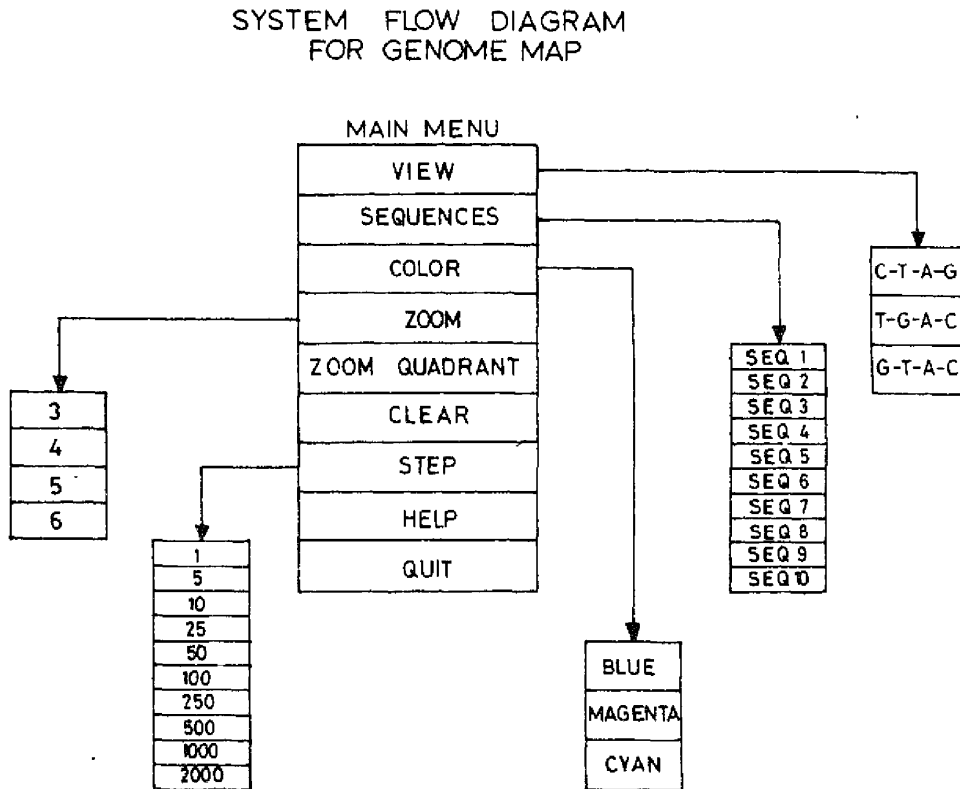 SYSTEM FLOW DIAGRAM
FOR GENOME MAP
MAIN MENU
VIEW
SEQUENCES
COLOR
ZOOM
ZOOM QUADRANT
CLEAR
STEP
HELP
QUIT
C-T-A-G
T-G-A-C
G-T-A-C
SEQ 1
SEQ 2
SEQ 3
SEQ 4
SEQ 5
SEQ 6
SEQ 7
SEQ 8
SEQ 9
SEQ 10
3
4
5
6
1
5
10
25
50
100
250
500
1000
2000
BLUE
MAGENTA
CYAN